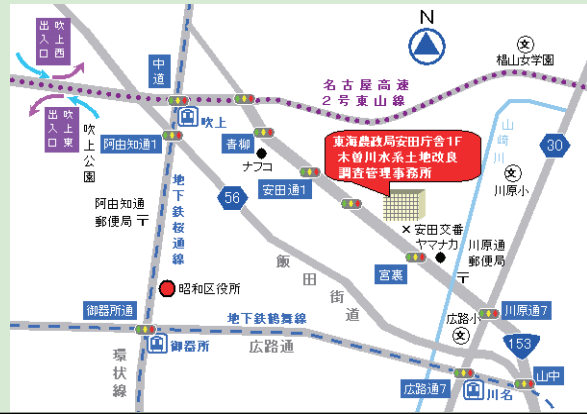 吹上西
出入口
中道
N
名古屋高速
2号東山線
椙山女学園
文
吹上東
出入口
吹上
吹上公園
阿由知通1
青柳
ナフコ
東海農政局安田庁舎1F
木曽川水系土地改良
調査管理事務所
山崎川
30
文
川原小
安田通1
阿由知通
郵便局〒
56
地下鉄桜通線
×安田交番
ヤマナカ
川原通
郵便局
〒
飯田街道
宮裏
昭和区役所
御器所通
地下鉄鶴舞線
広路小
文
川原通7
御器所
広路通
153
環状線
広路通7
川名
山中